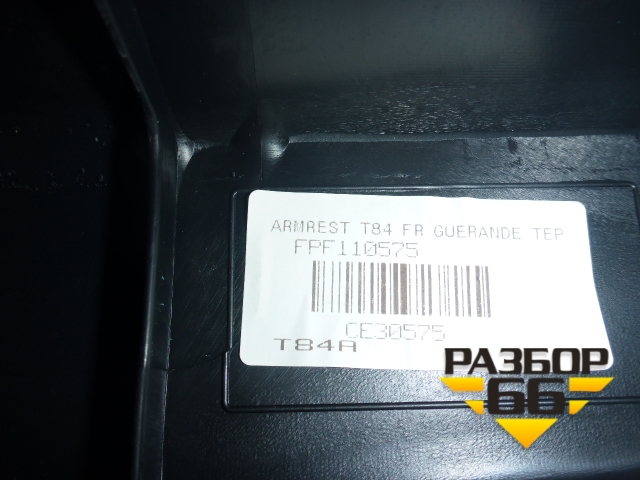 ARMREST T84 FR GUERANDE TEP
FPF110575
CE30575
T84A
РАЗБОР
66